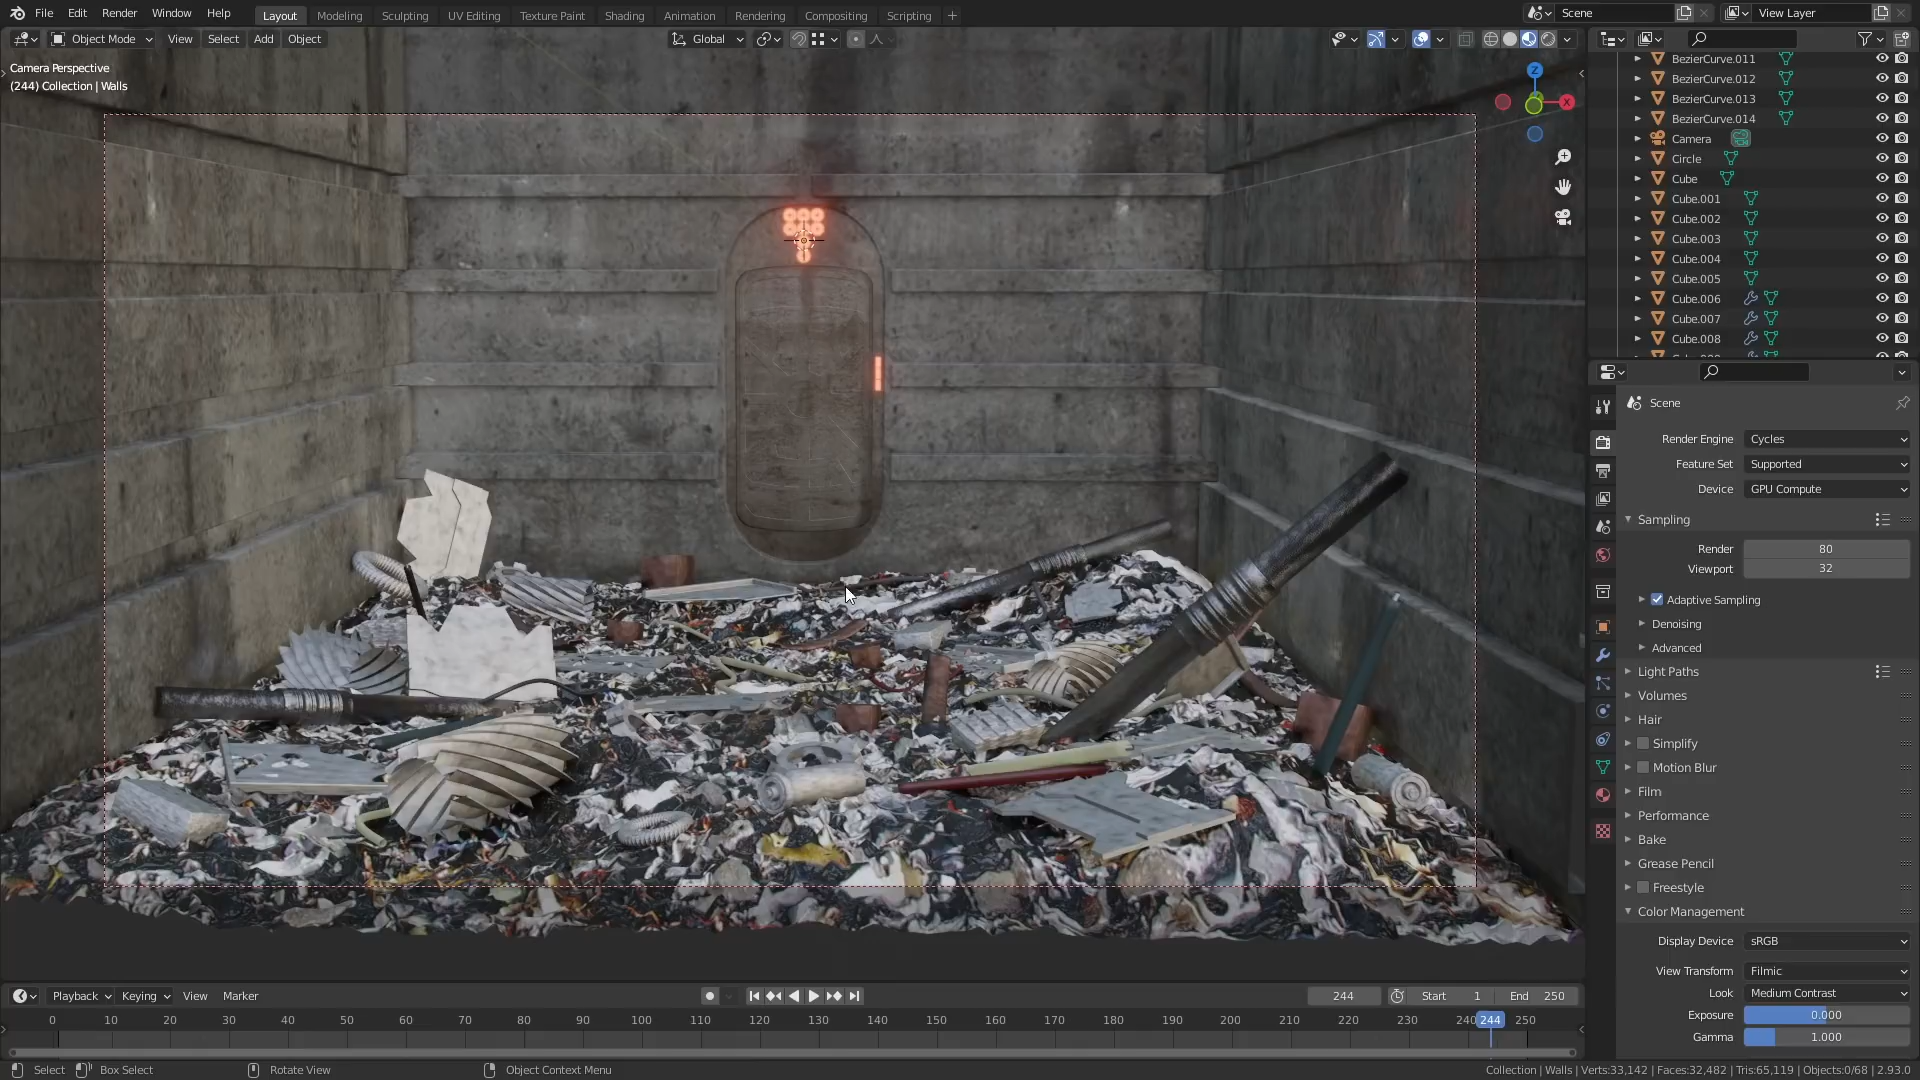 File Edit Render Window Help Layout Modeling Sculpting UV Editing Texture Paint Shading Animation Rendering Compositing Scripting + Scene View Layer
Object Mode View Select Add Object Global
Camera Perspective
(244) Collection | Walls
Z
X
BezierCurve.011
BezierCurve.012
BezierCurve.013
BezierCurve.014
Camera
Circle
Cube
Cube.001
Cube.002
Cube.003
Cube.004
Cube.005
Cube.006
Cube.007
Cube.008
Scene
Render Engine Cycles
Feature Set Supported
Device GPU Compute
Sampling
Render 80
Viewport 32
Adaptive Sampling
Denoising
Advanced
Light Paths
Volumes
Hair
Simplify
Motion Blur
Film
Performance
Bake
Grease Pencil
Freestyle
Color Management
Display Device sRGB
View Transform Filmic
Look Medium Contrast
Exposure 0.000
Gamma 1.000
Playback Keying View Marker 244 Start 1 End 250
0 10 20 30 40 50 60 70 80 90 100 110 120 130 140 150 160 170 180 190 200 210 220 230 240 244 250
Select Box Select Rotate View Object Context Menu Collection | Walls | Verts:33,142 | Faces:32,482 | Tris:65,119 | Objects:0/68 | 2.93.0